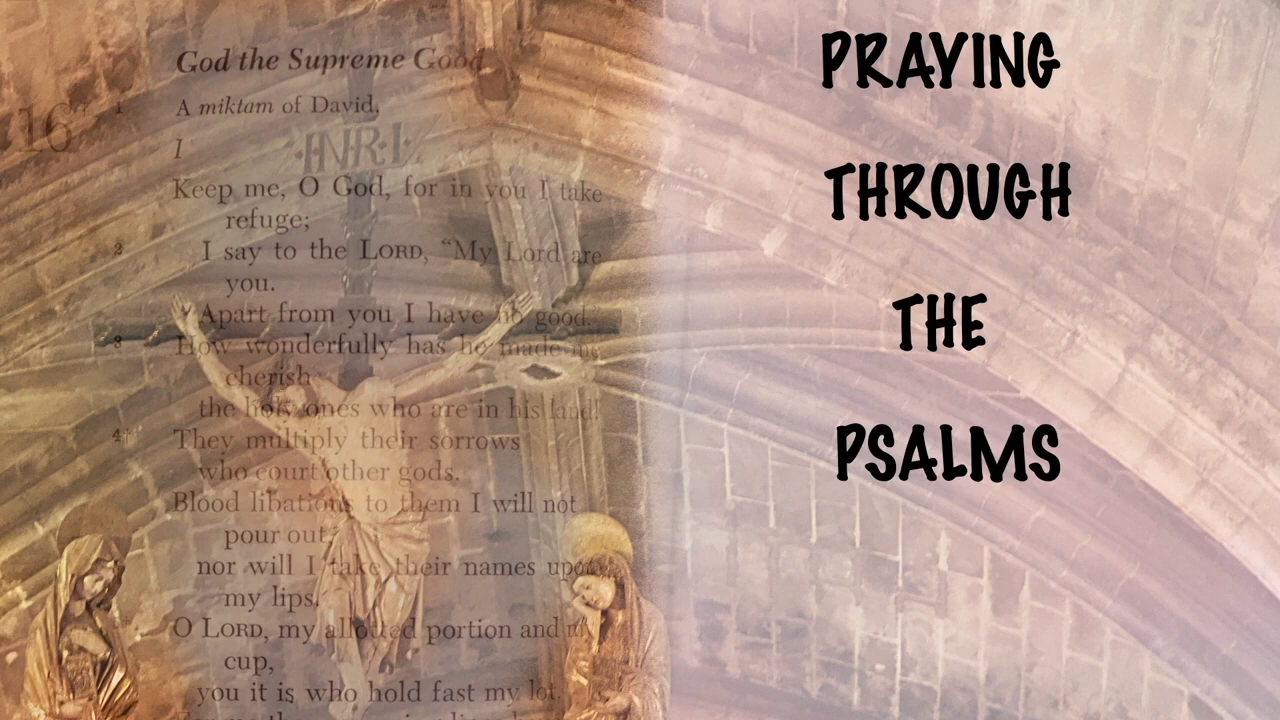 God the Supreme Good
16
1 A miktam of David.
·INRI·
I
Keep me, O God, for in you I take
refuge;
2 I say to the LORD, “My Lord are
you.
Apart from you I have no good.”
3 How wonderfully has he made me
cherish
the holy ones who are in his land!
4† They multiply their sorrows
who court other gods.
Blood libations to them I will not
pour out,
nor will I take their names upon
my lips.
O LORD, my allotted portion and my
cup,
you it is who hold fast my lot.
PRAYING
THROUGH
THE
PSALMS